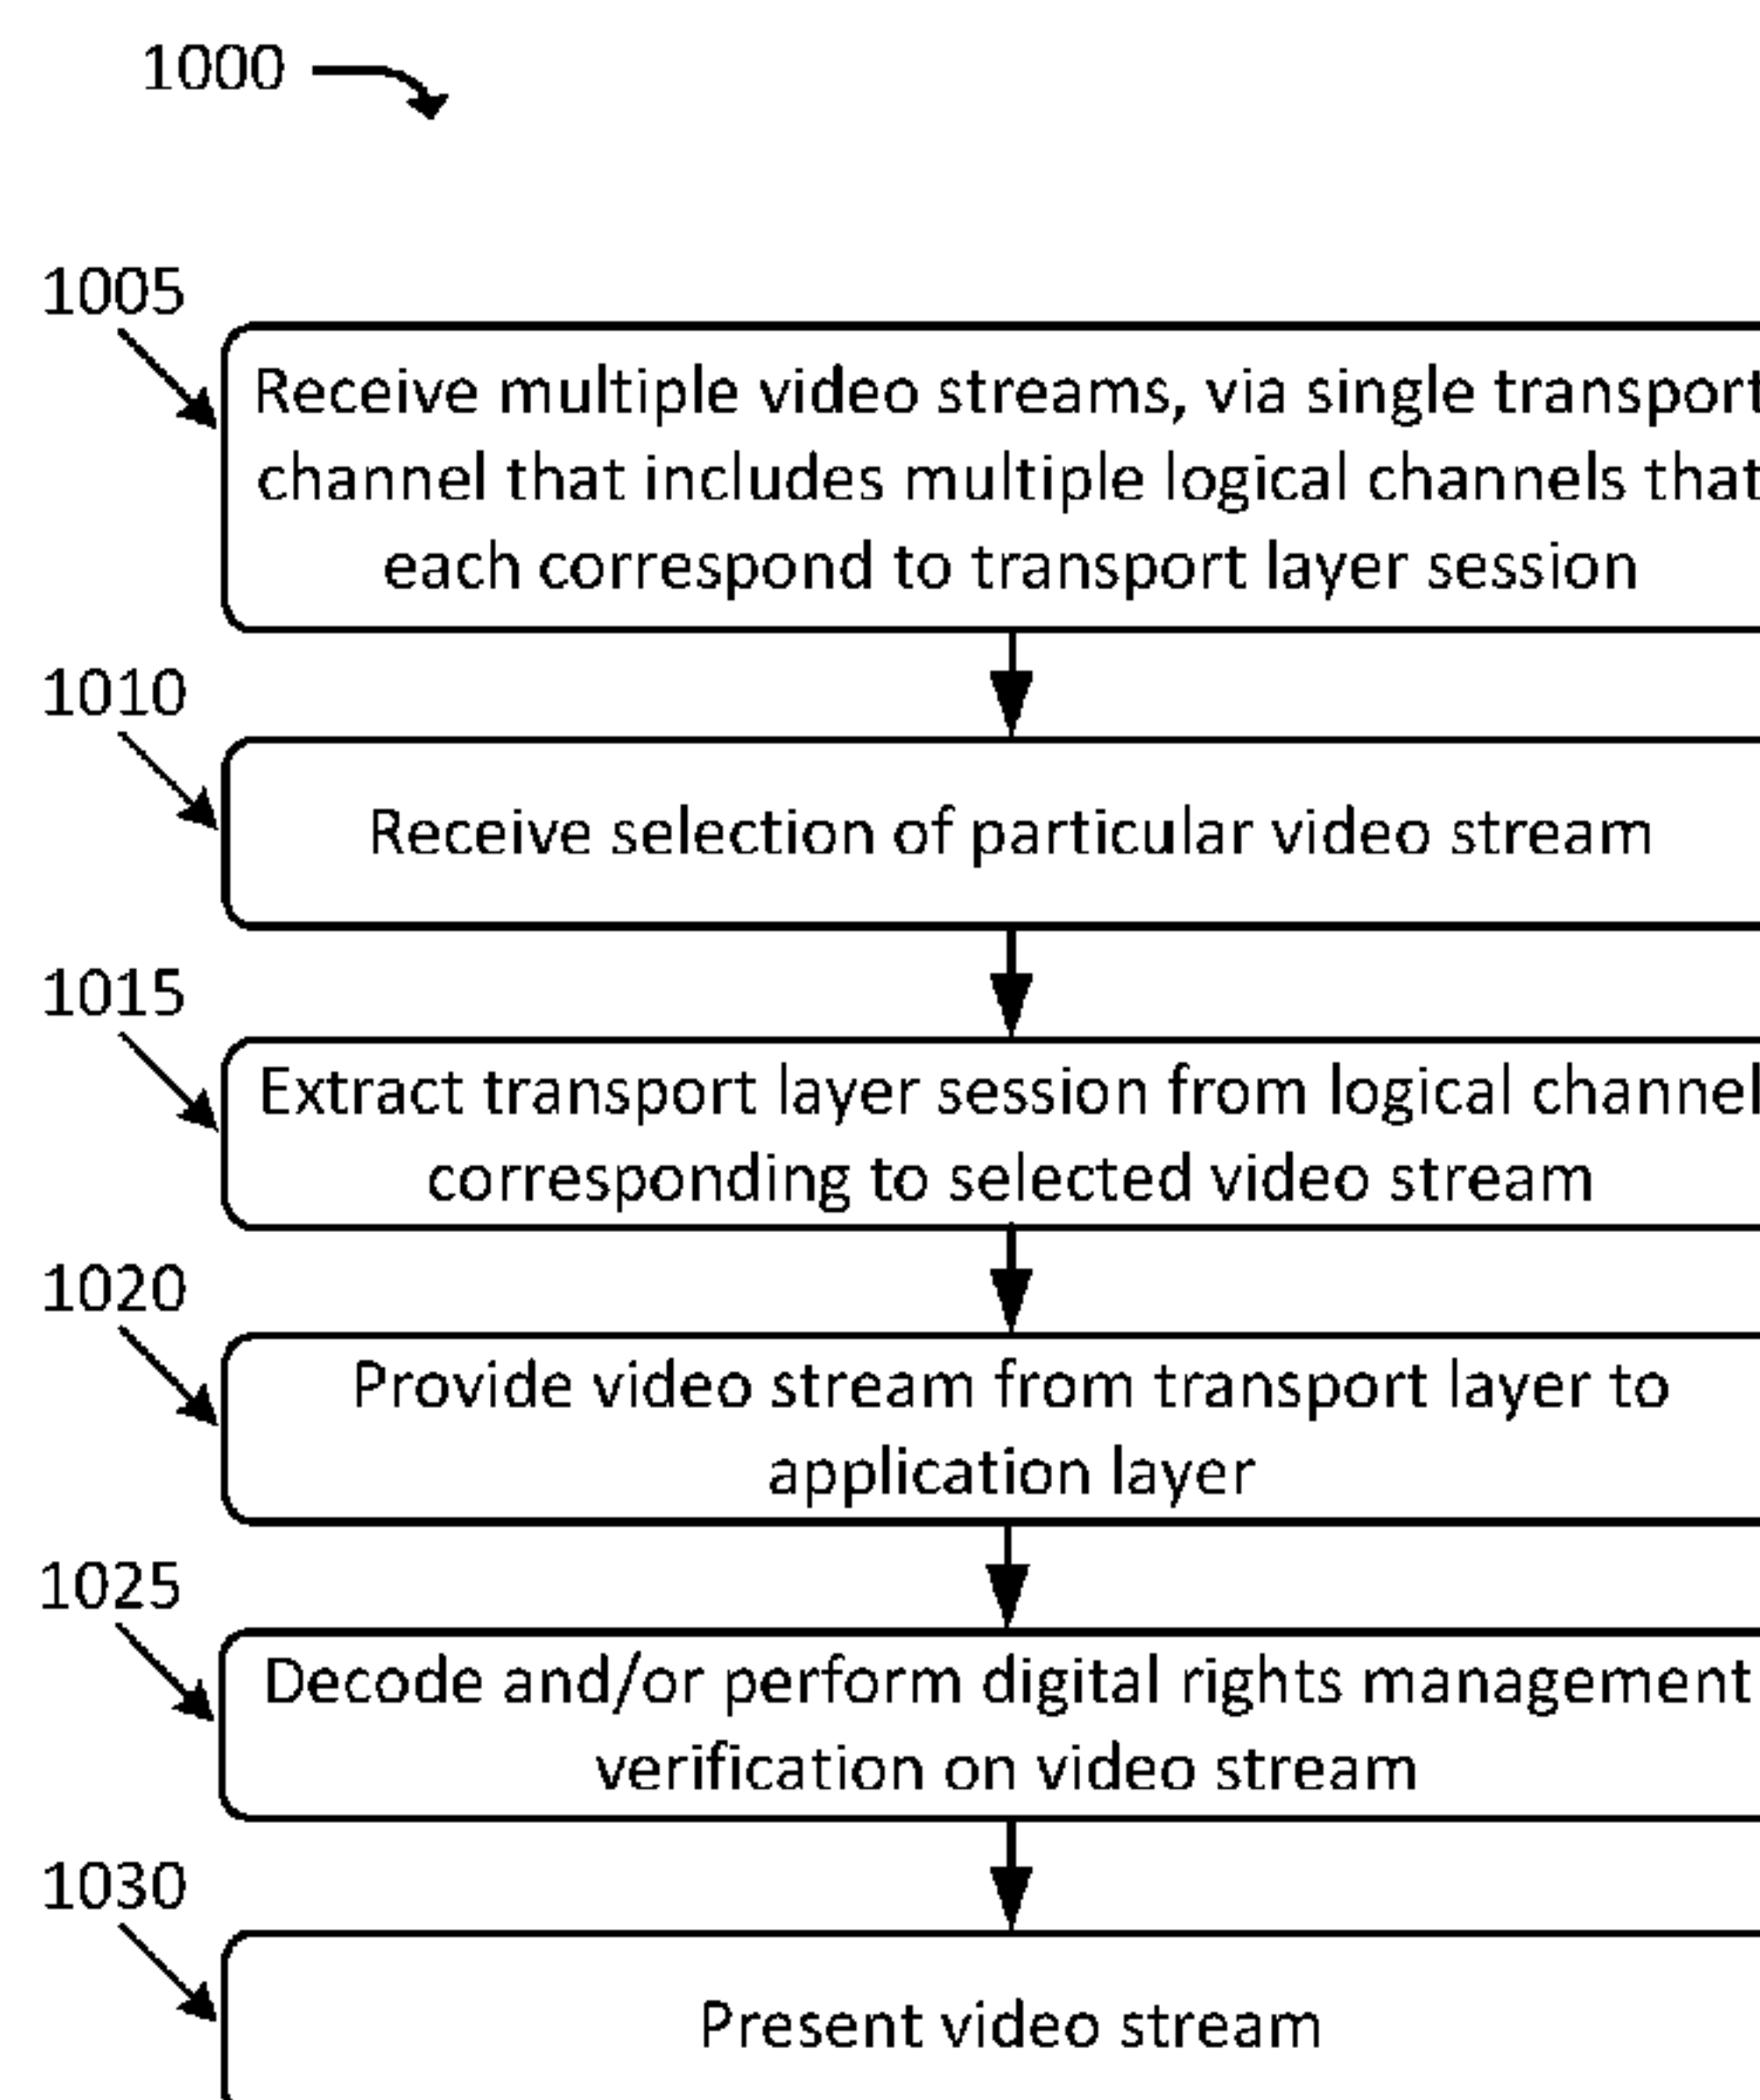 1000
1005
Receive multiple video streams, via single transport
channel that includes multiple logical channels that
each correspond to transport layer session
1010
Receive selection of particular video stream
1015
Extract transport layer session from logical channel
corresponding to selected video stream
1020
Provide video stream from transport layer to
application layer
1025
Decode and/or perform digital rights management
verification on video stream
1030
Present video stream